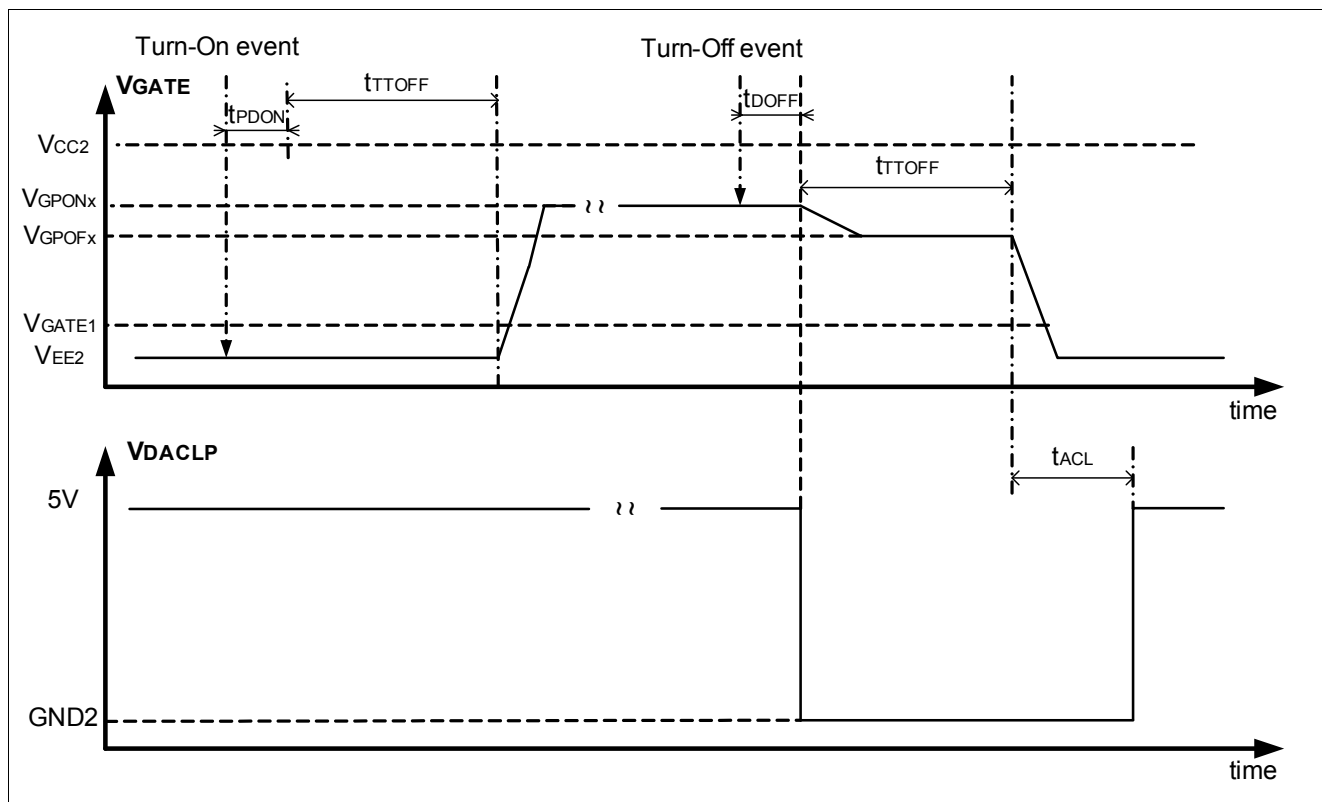 Turn-On event
Turn-Off event
VGATE
tTTOFF
tDOFF
tPDON
VCC2
tTTOFF
VGPONx
VGPOFx
VGATE1
VEE2
time
VDACLP
tACL
5V
GND2
time